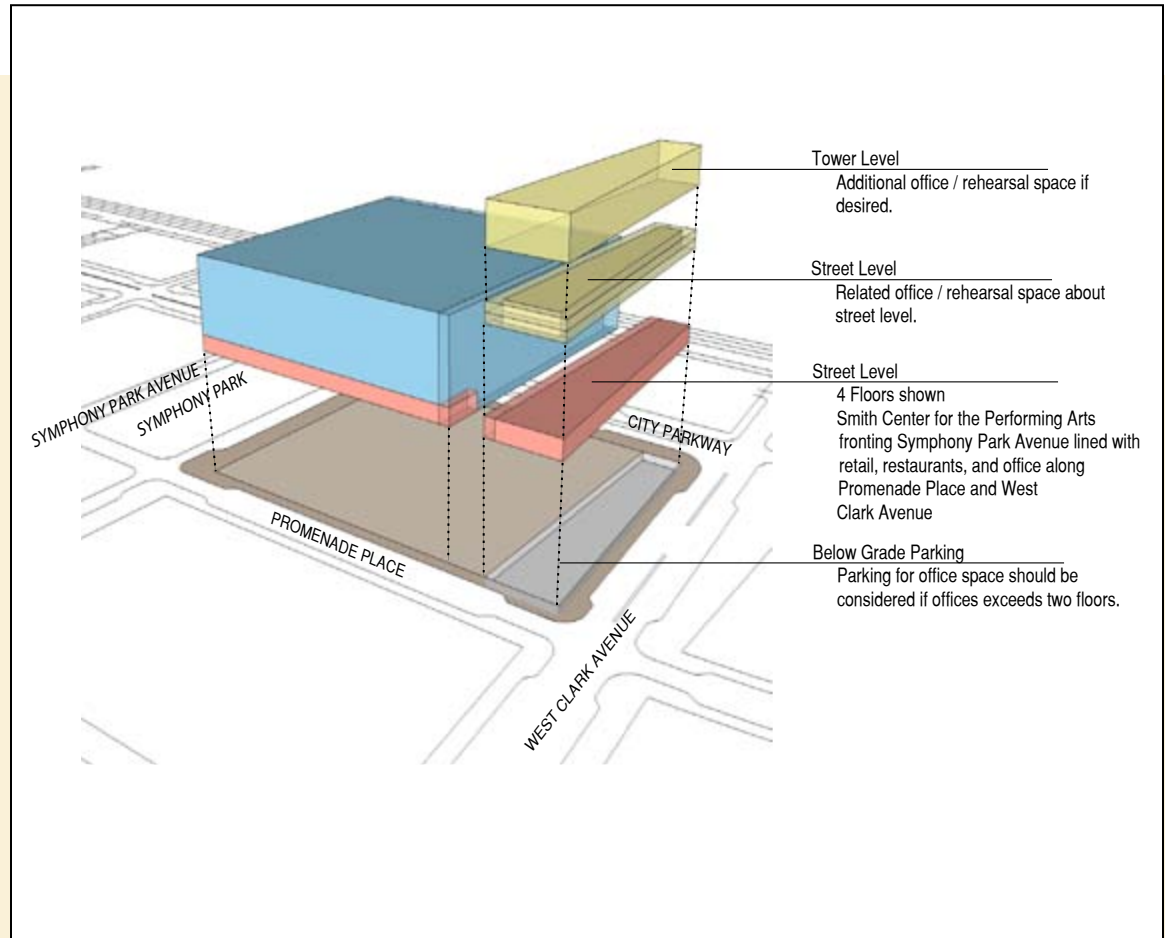 Tower Level
Additional office / rehearsal space if
desired.
Street Level
Related office / rehearsal space about
street level.
Street Level
4 Floors shown
Smith Center for the Performing Arts
fronting Symphony Park Avenue lined with
retail, restaurants, and office along
Promenade Place and West
Clark Avenue
Below Grade Parking
Parking for office space should be
considered if offices exceeds two floors.
SYMPHONY PARK AVENUE
SYMPHONY PARK
CITY PARKWAY
PROMENADE PLACE
WEST CLARK AVENUE